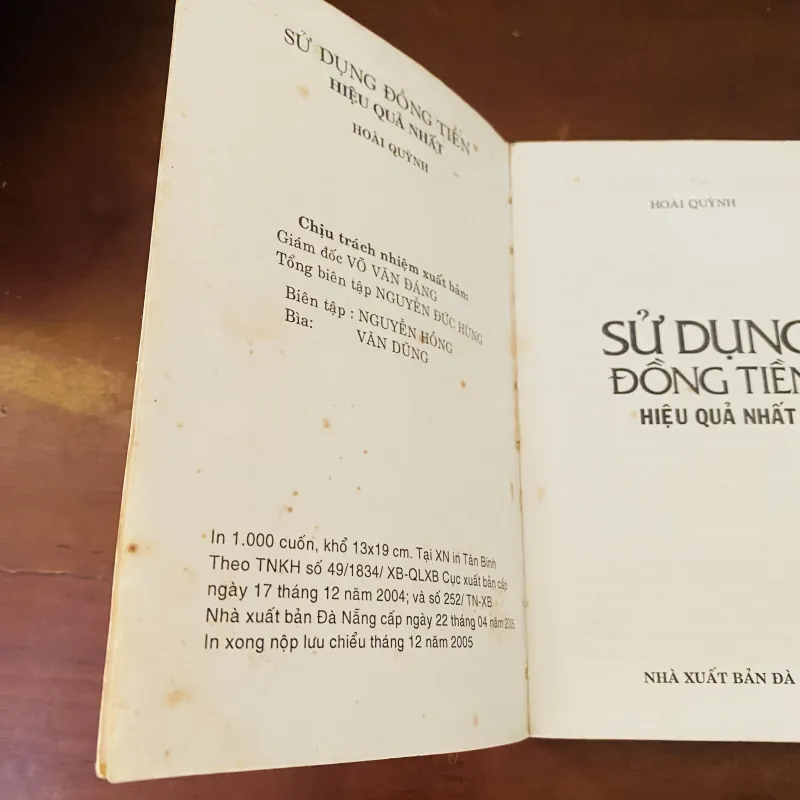 SỬ DỤNG ĐỒNG TIỀN
HIỆU QUẢ NHẤT
HOÀI QUỲNH
Chịu trách nhiệm xuất bản:
Giám đốc VÕ VĂN ĐÁNG
Tổng biên tập NGUYỄN ĐỨC HÙNG
Biên tập : NGUYỄN HỒNG
Bìa: VĂN DŨNG
In 1.000 cuốn, khổ 13x19 cm. Tại XN in Tân Bình
Theo TNKH số 49/1834/ XB-QLXB Cục xuất bản cấp
ngày 17 tháng 12 năm 2004; và số 252/ TN-XB
Nhà xuất bản Đà Nẵng cấp ngày 22 tháng 04 năm 2005
In xong nộp lưu chiểu tháng 12 năm 2005
HOÀI QUỲNH
SỬ DỤNG
ĐỒNG TIỀN
HIỆU QUẢ NHẤT
NHÀ XUẤT BẢN ĐÀ